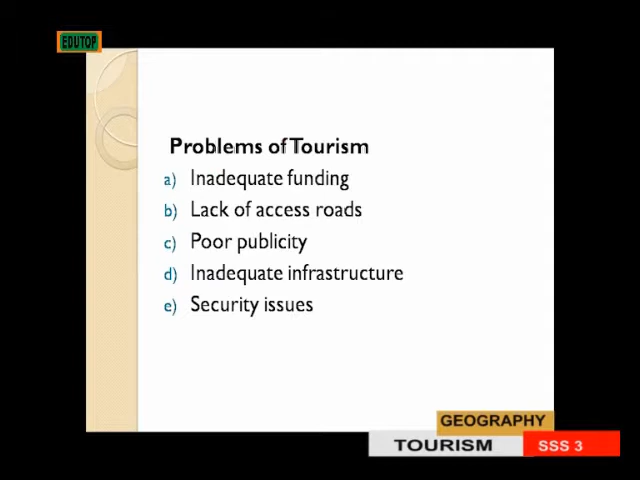 EDUTOP
Problems of Tourism
a) Inadequate funding
b) Lack of access roads
c) Poor publicity
d) Inadequate infrastructure
e) Security issues
GEOGRAPHY
TOURISM SSS 3